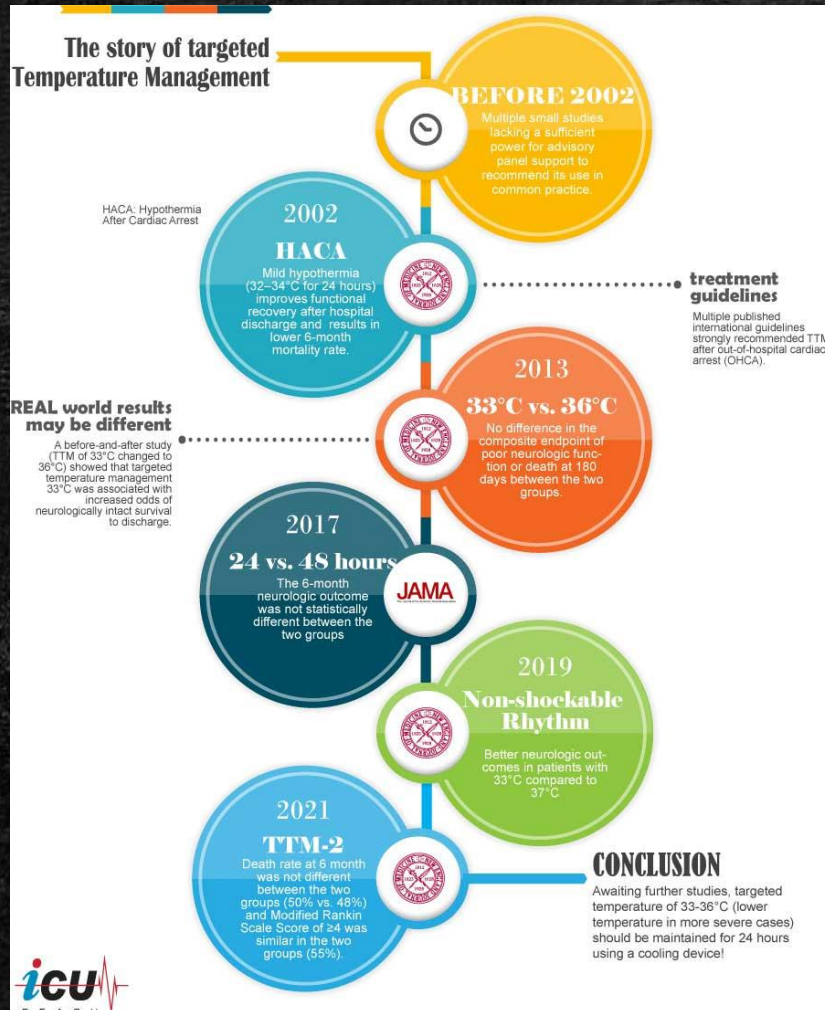 The story of targeted
Temperature Management
BEFORE 2002
Multiple small studies
lacking a sufficient
power for advisory
panel support to
recommend its use in
common practice.
HACA: Hypothermia
After Cardiac Arrest
2002
HACA
Mild hypothermia
(32–34°C for 24 hours)
improves functional
recovery after hospital
discharge and results in
lower 6-month
mortality rate.
treatment
guidelines
Multiple published
international guidelines
strongly recommended TTM
after out-of-hospital cardiac
arrest (OHCA).
2013
33°C vs. 36°C
No difference in the
composite endpoint of
poor neurologic func-
tion or death at 180
days between the two
groups.
REAL world results
may be different
A before-and-after study
(TTM of 33°C changed to
36°C) showed that targeted
temperature management
33°C was associated with
increased odds of
neurologically intact survival
to discharge.
2017
24 vs. 48 hours
The 6-month
neurologic outcome
was not statistically
different between the
two groups
JAMA
2019
Non-shockable
Rhythm
Better neurologic out-
comes in patients with
33°C compared to
37°C
2021
TTM-2
Death rate at 6 month
was not different
between the two
groups (50% vs. 48%)
and Modified Rankin
Scale Score of ≥4 was
similar in the two
groups (55%).
CONCLUSION
Awaiting further studies, targeted
temperature of 33-36°C (lower
temperature in more severe cases)
should be maintained for 24 hours
using a cooling device!
icu